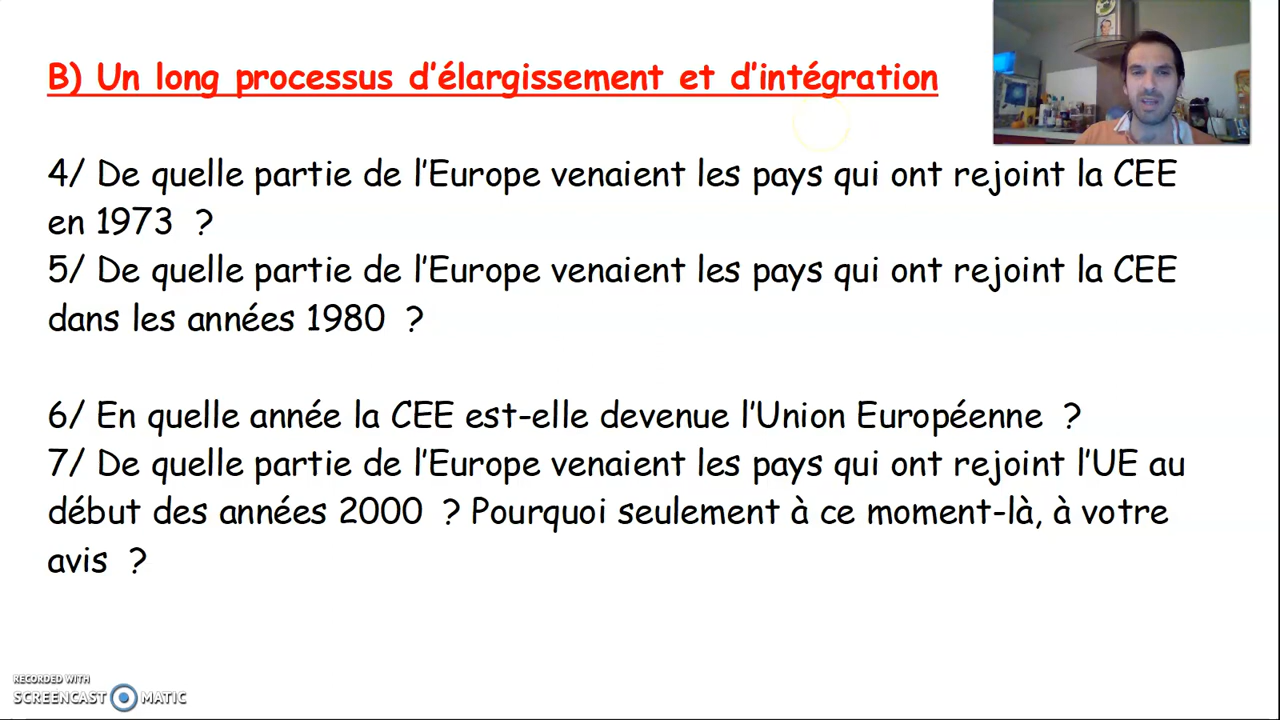 B) Un long processus d'élargissement et d'intégration
4/ De quelle partie de l'Europe venaient les pays qui ont rejoint la CEE
en 1973 ?
5/ De quelle partie de l'Europe venaient les pays qui ont rejoint la CEE
dans les années 1980 ?
6/ En quelle année la CEE est-elle devenue l'Union Européenne ?
7/ De quelle partie de l'Europe venaient les pays qui ont rejoint l'UE au
début des années 2000 ? Pourquoi seulement à ce moment-là, à votre
avis ?
RECORDED WITH
SCREENCAST MATIC